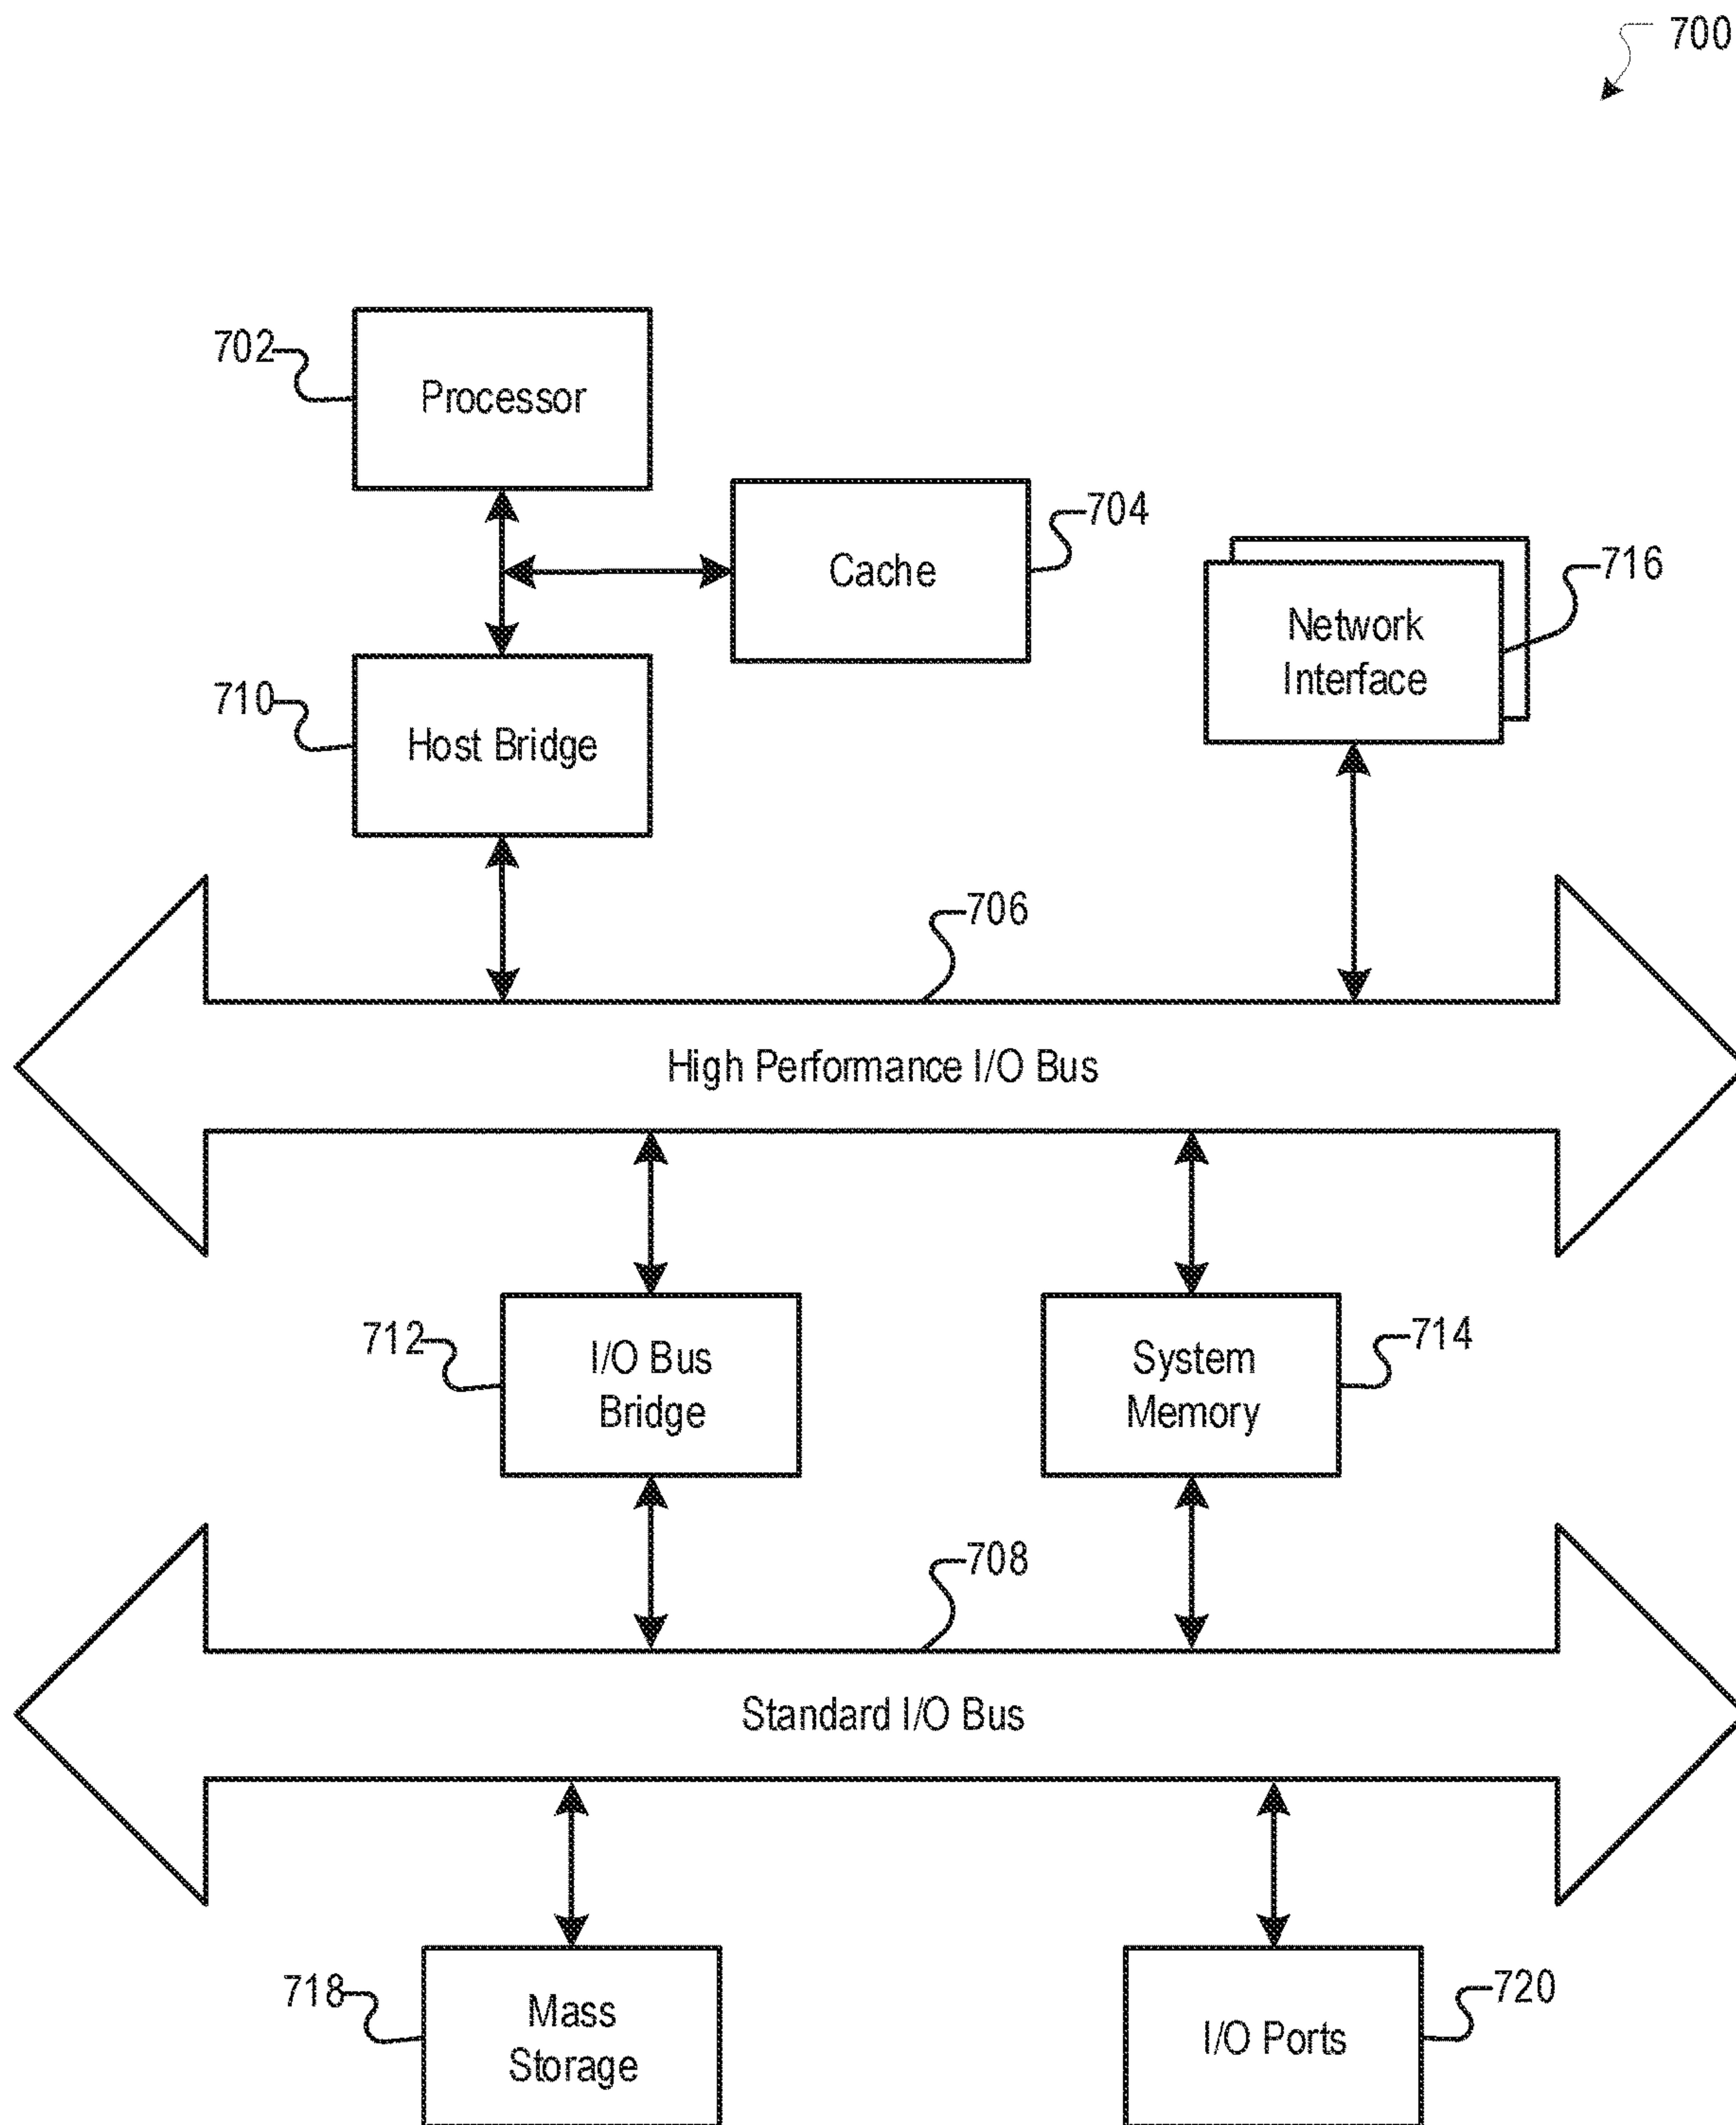 700
702
Processor
Cache
704
Network
Interface
716
710
Host Bridge
706
High Performance I/O Bus
712
I/O Bus
Bridge
System
Memory
714
708
Standard I/O Bus
718
Mass
Storage
I/O Ports
720